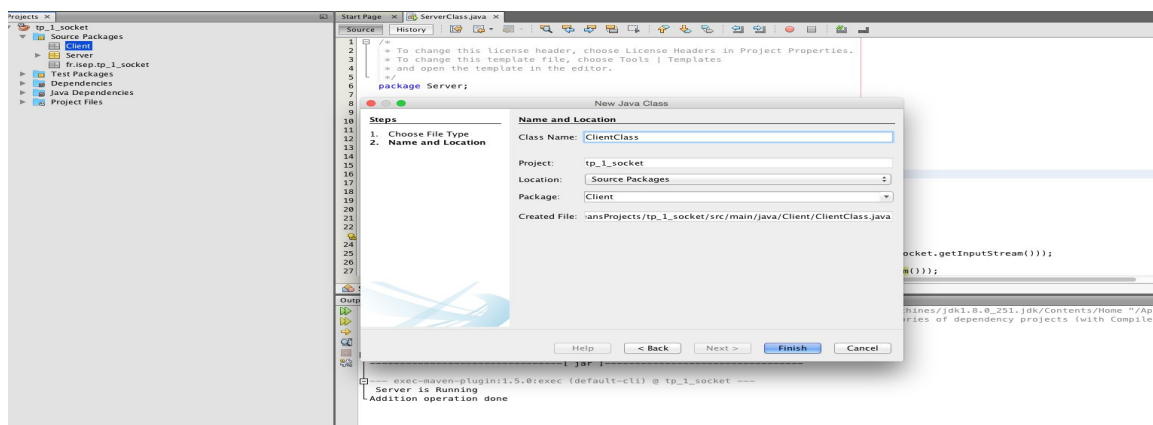 Projects
Start Page
ServerClass.java
tp_1_socket
Source Packages
Client
Server
fr.isep.tp_1_socket
Test Packages
Dependencies
Java Dependencies
Project Files
Source History
1 /*
2 * To change this license header, choose License Headers in Project Properties.
3 * To change this template file, choose Tools | Templates
4 * and open the template in the editor.
5 */
6 package Server;
7
8
9
10
11
12
13
14
15
16
17
18
19
20
21
22
24
25
26
27
New Java Class
Steps
1. Choose File Type
2. Name and Location
Name and Location
Class Name: ClientClass
Project: tp_1_socket
Location: Source Packages
Package: Client
Created File: ansProjects/tp_1_socket/src/main/java/Client/ClientClass.java
Help < Back Next > Finish Cancel
ocket.getInputStream()));
()));
Outp
hines/jdk1.8.0_251.jdk/Contents/Home "/Ap
ries of dependency projects (with Compile
[ jar ]
--- exec-maven-plugin:1.5.0:exec (default-cli) @ tp_1_socket ---
Server is Running
Addition operation done